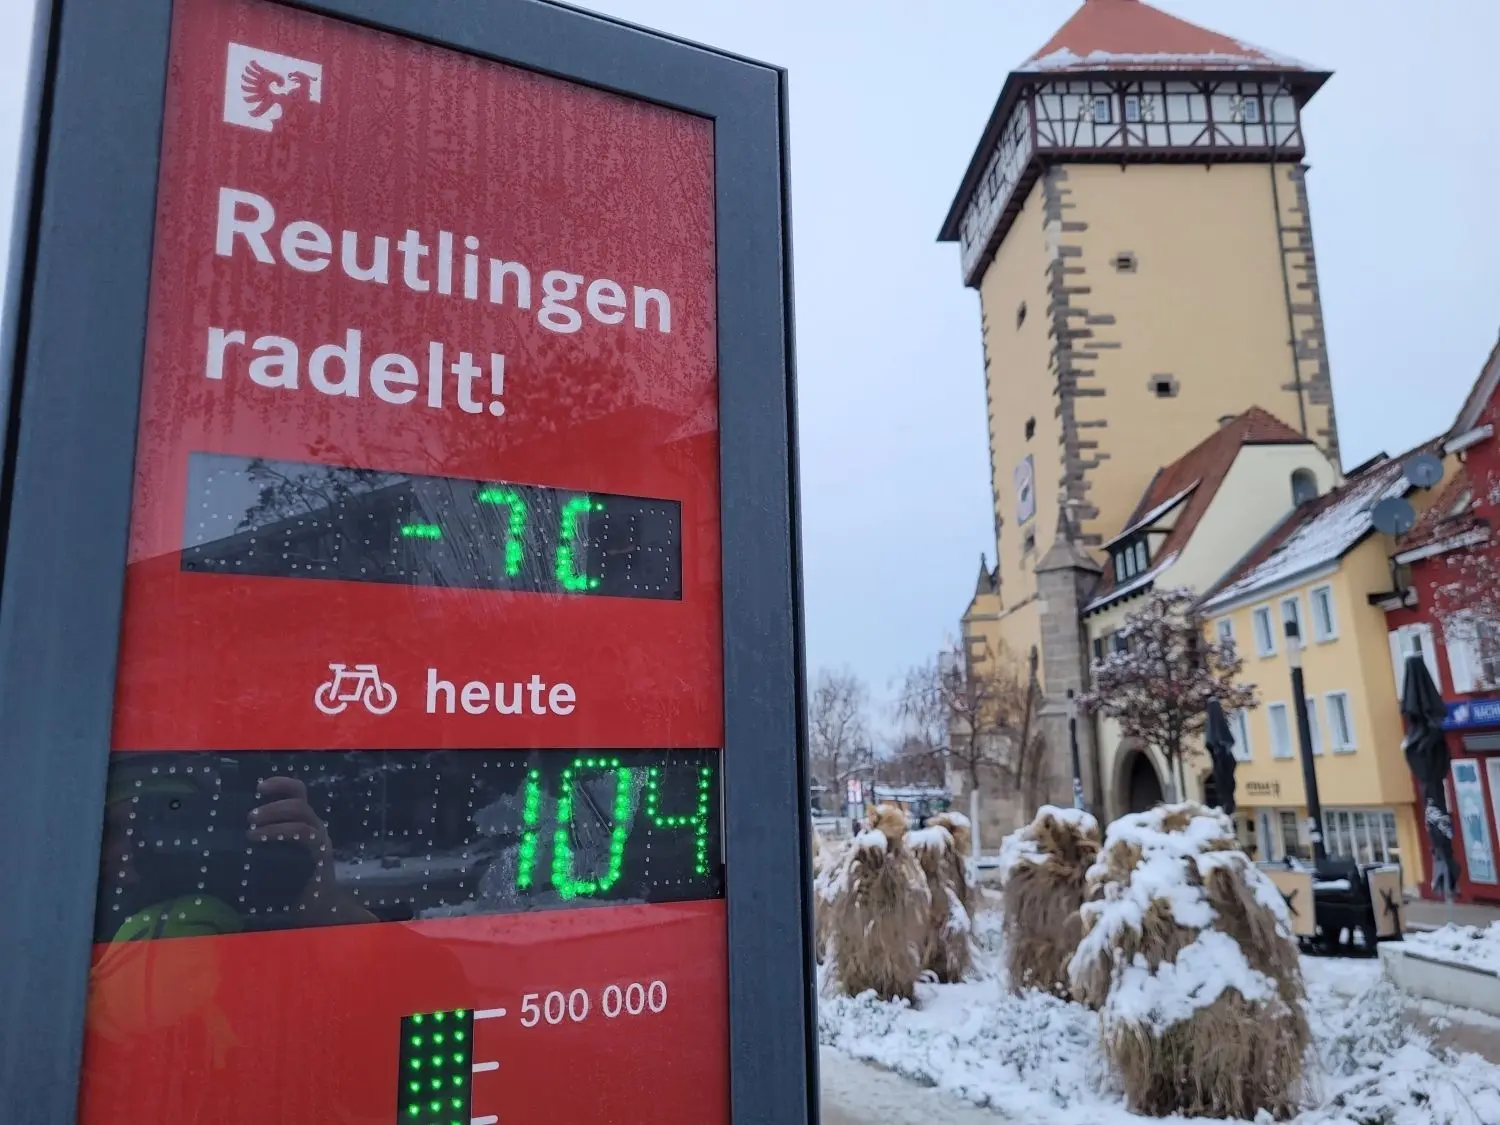 Reutlingen
radelt!
-7C
heute
104
500 000